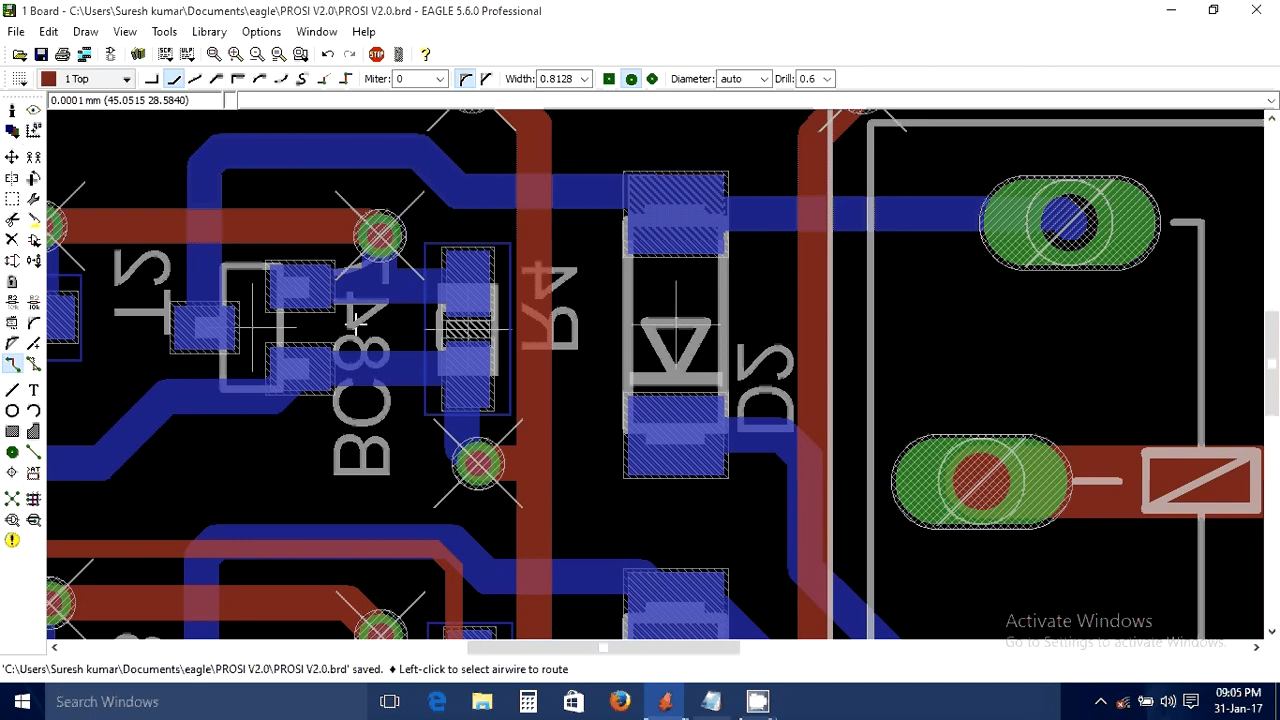 1 Board - C:\Users\Suresh kumar\Documents\eagle\PROSI V2.0\PROSI V2.0.brd - EAGLE 5.6.0 Professional
File Edit Draw View Tools Library Options Window Help
1 Top Miter: 0 Width: 0.8128 Diameter: auto Drill: 0.6
0.0001 mm (45.0515 28.5840)
T2
R4
D2
Activate Windows
Go to Settings to activate Windows.
'C:\Users\Suresh kumar\Documents\eagle\PROSI V2.0\PROSI V2.0.brd' saved. ♦ Left-click to select airwire to route
Search Windows
09:05 PM
31-Jan-17